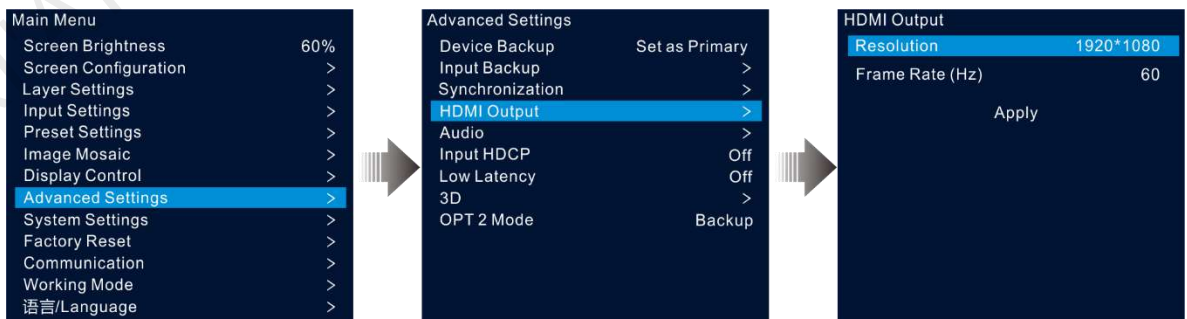 Main Menu
Screen Brightness 60%
Screen Configuration >
Layer Settings >
Input Settings >
Preset Settings >
Image Mosaic >
Display Control >
Advanced Settings >
System Settings >
Factory Reset >
Communication >
Working Mode >
语言/Language >
Advanced Settings
Device Backup Set as Primary
Input Backup >
Synchronization >
HDMI Output >
Audio >
Input HDCP Off
Low Latency Off
3D >
OPT 2 Mode Backup
HDMI Output
Resolution 1920*1080
Frame Rate (Hz) 60
Apply